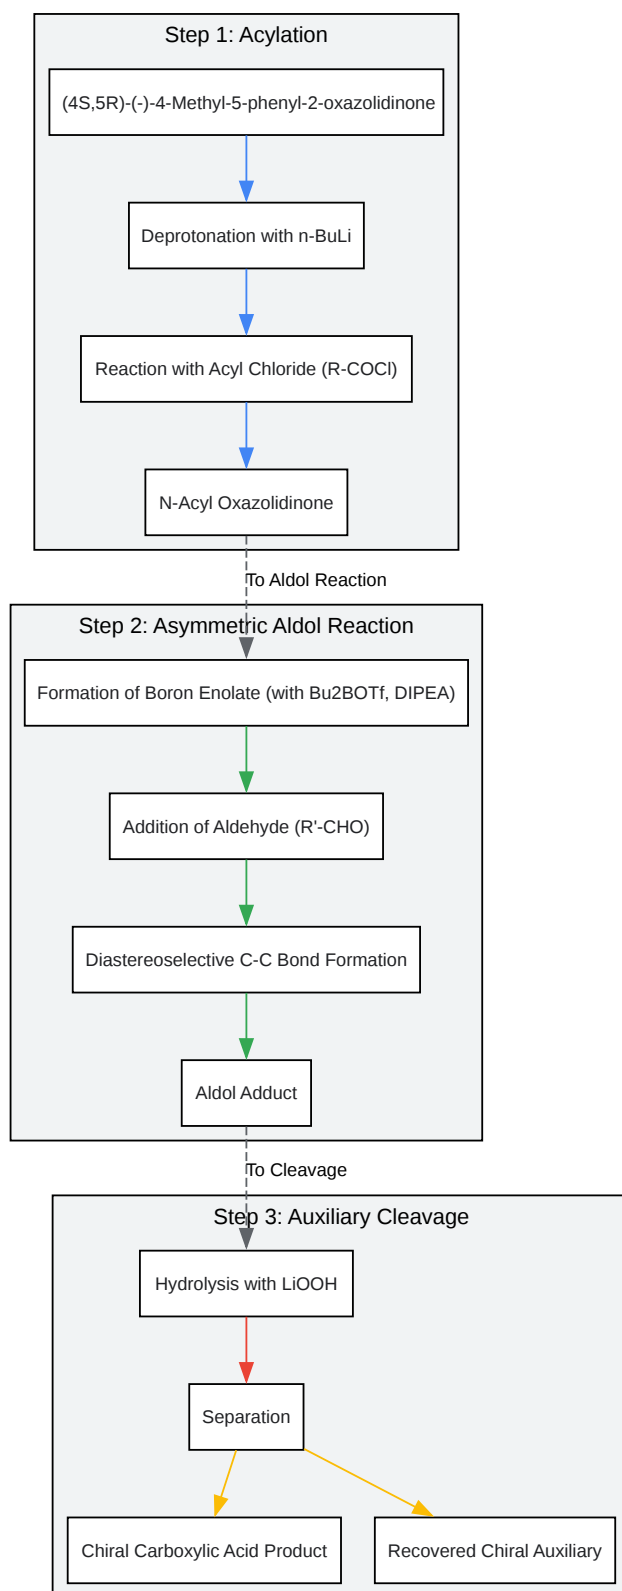 Step 1: Acylation
(4S,5R)-(-)-4-Methyl-5-phenyl-2-oxazolidinone
Deprotonation with n-BuLi
Reaction with Acyl Chloride (R-COCl)
N-Acyl Oxazolidinone
To Aldol Reaction
Step 2: Asymmetric Aldol Reaction
Formation of Boron Enolate (with Bu2BOTf, DIPEA)
Addition of Aldehyde (R'-CHO)
Diastereoselective C-C Bond Formation
Aldol Adduct
To Cleavage
Step 3: Auxiliary Cleavage
Hydrolysis with LiOOH
Separation
Chiral Carboxylic Acid Product
Recovered Chiral Auxiliary